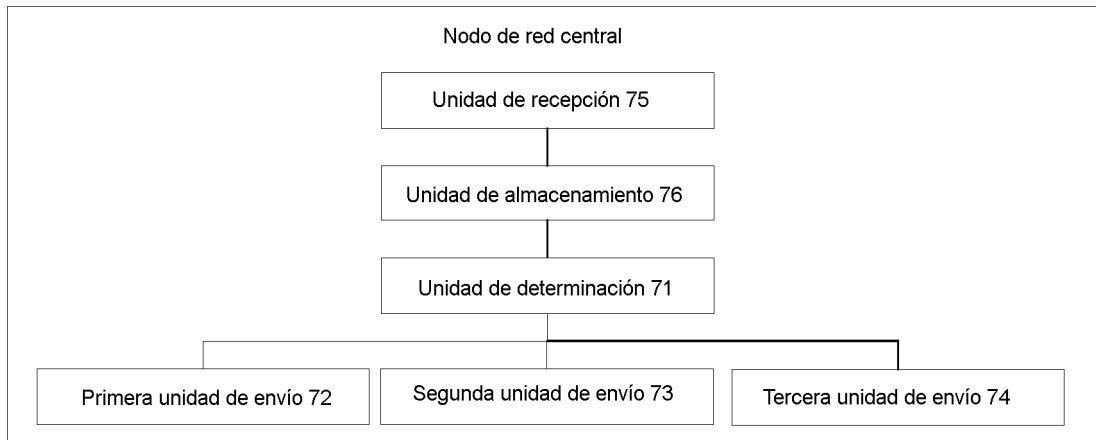 Nodo de red central
Unidad de recepción 75
Unidad de almacenamiento 76
Unidad de determinación 71
Primera unidad de envío 72
Segunda unidad de envío 73
Tercera unidad de envío 74